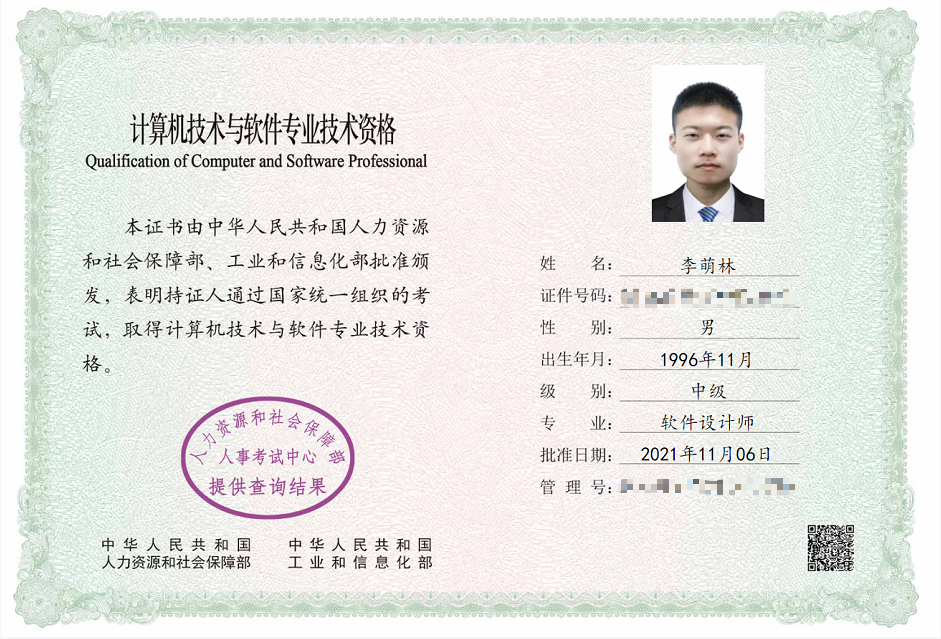 计算机技术与软件专业技术资格
Qualification of Computer and Software Professional
本证书由中华人民共和国人力资源
和社会保障部、工业和信息化部批准颁
发，表明持证人通过国家统一组织的考
试，取得计算机技术与软件专业技术资
格。
人力资源和社会保障部
人事考试中心
提供查询结果
中华人民共和国
人力资源和社会保障部
中华人民共和国
工业和信息化部
姓 名： 李萌林
证件号码：
性 别： 男
出生年月： 1996年11月
级 别： 中级
专 业： 软件设计师
批准日期： 2021年11月06日
管 理 号：